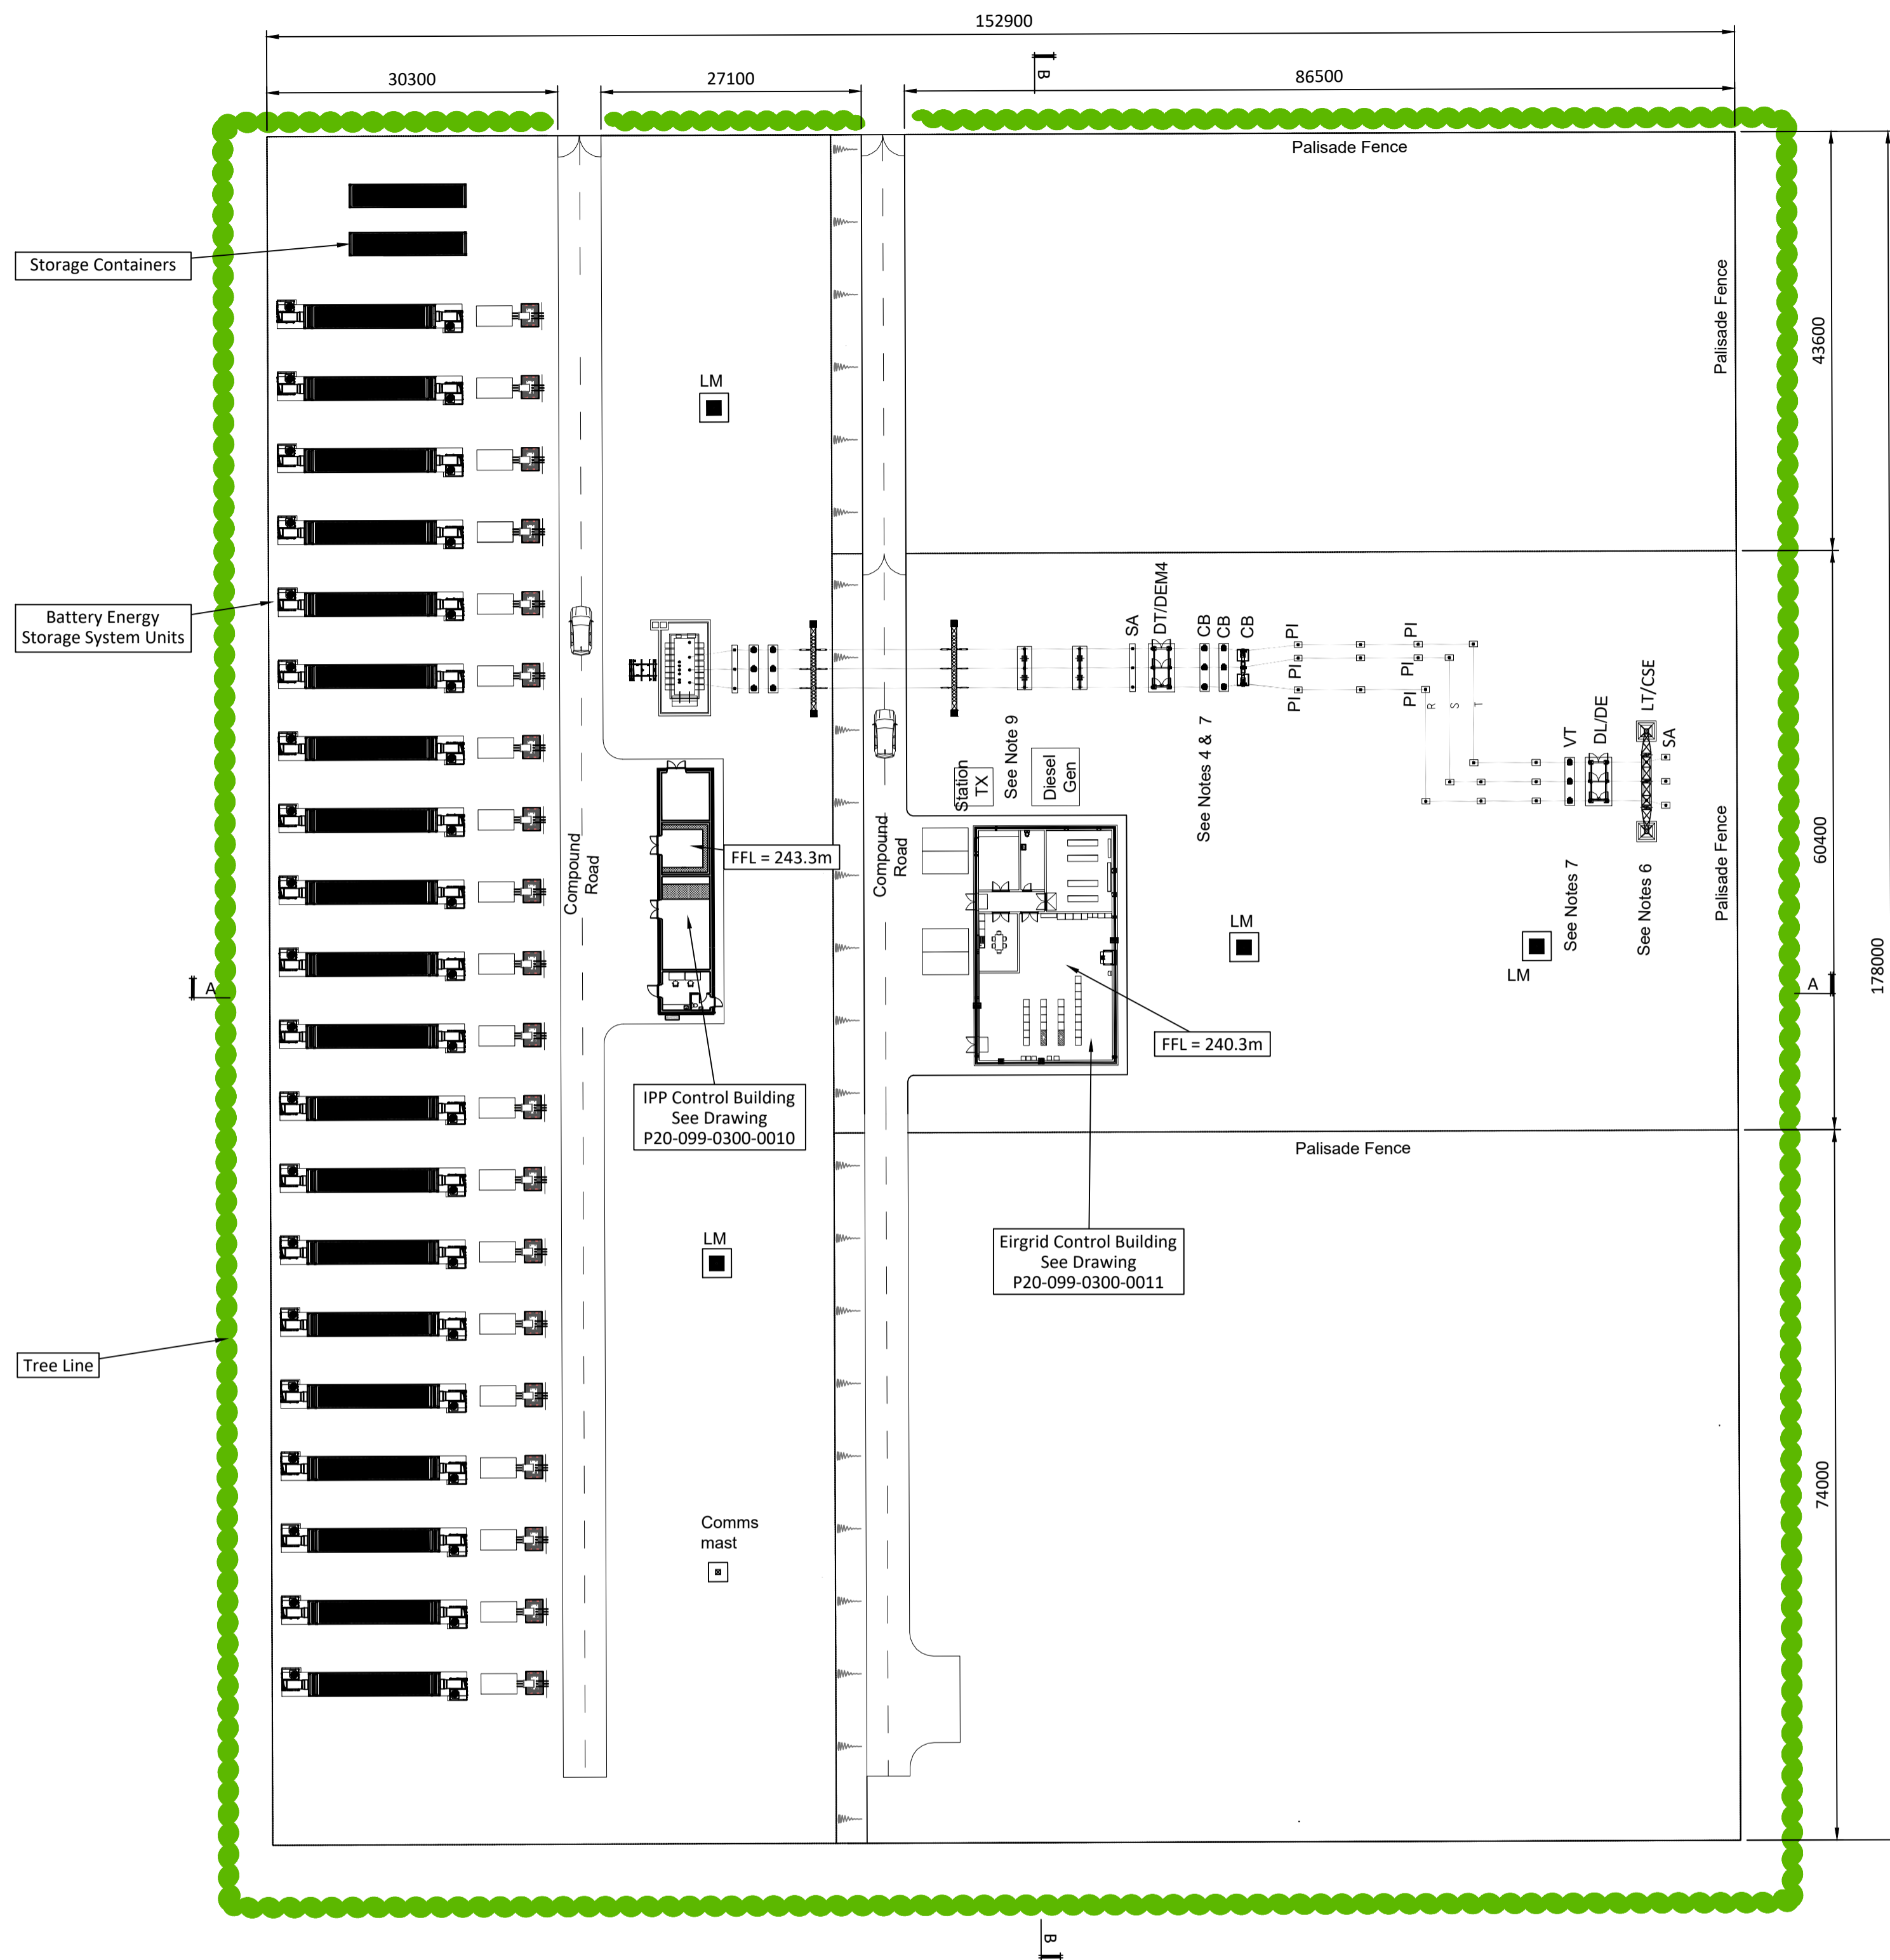 152900
B
30300
27100
86500
Palisade Fence
Storage Containers
Palisade Fence
43600
LM
Battery Energy
Storage System Units
SA
DT/DEM4
CB
CB
CB
PI
PI
PI
PI
PI
PI
R
S
T
VT
DL/DE
LT/CSE
SA
Station
TX
See Note 9
Diesel
Gen
See Notes 4 & 7
Compound
Road
FFL = 243.3m
Compound
Road
Palisade Fence
60400
See Notes 7
See Notes 6
LM
LM
178000
A
A
FFL = 240.3m
IPP Control Building
See Drawing
P20-099-0300-0010
Palisade Fence
LM
Eirgrid Control Building
See Drawing
P20-099-0300-0011
Tree Line
74000
Comms
mast
B